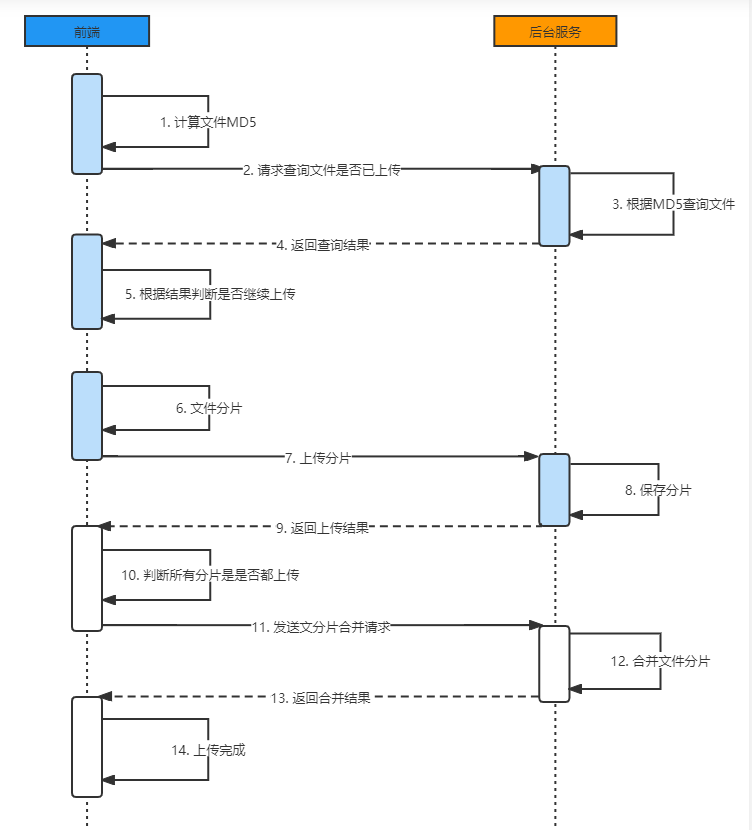 前端
后台服务
1. 计算文件MD5
2. 请求查询文件是否已上传
3. 根据MD5查询文件
4. 返回查询结果
5. 根据结果判断是否继续上传
6. 文件分片
7. 上传分片
8. 保存分片
9. 返回上传结果
10. 判断所有分片是是否都上传
11. 发送文分片合并请求
12. 合并文件分片
13. 返回合并结果
14. 上传完成